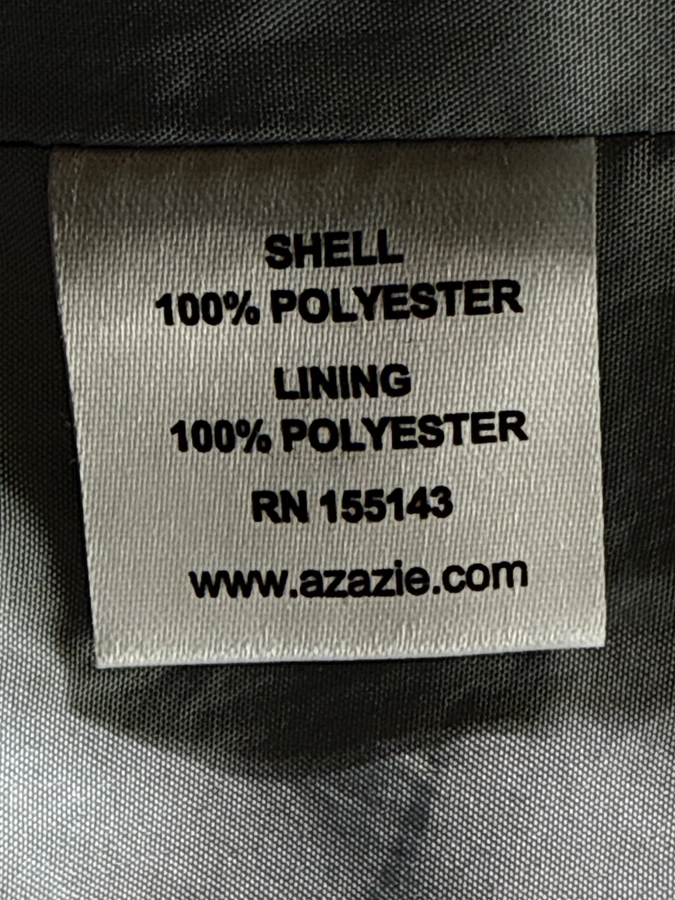 SHELL
100% POLYESTER
LINING
100% POLYESTER
RN 155143
www.azazie.com